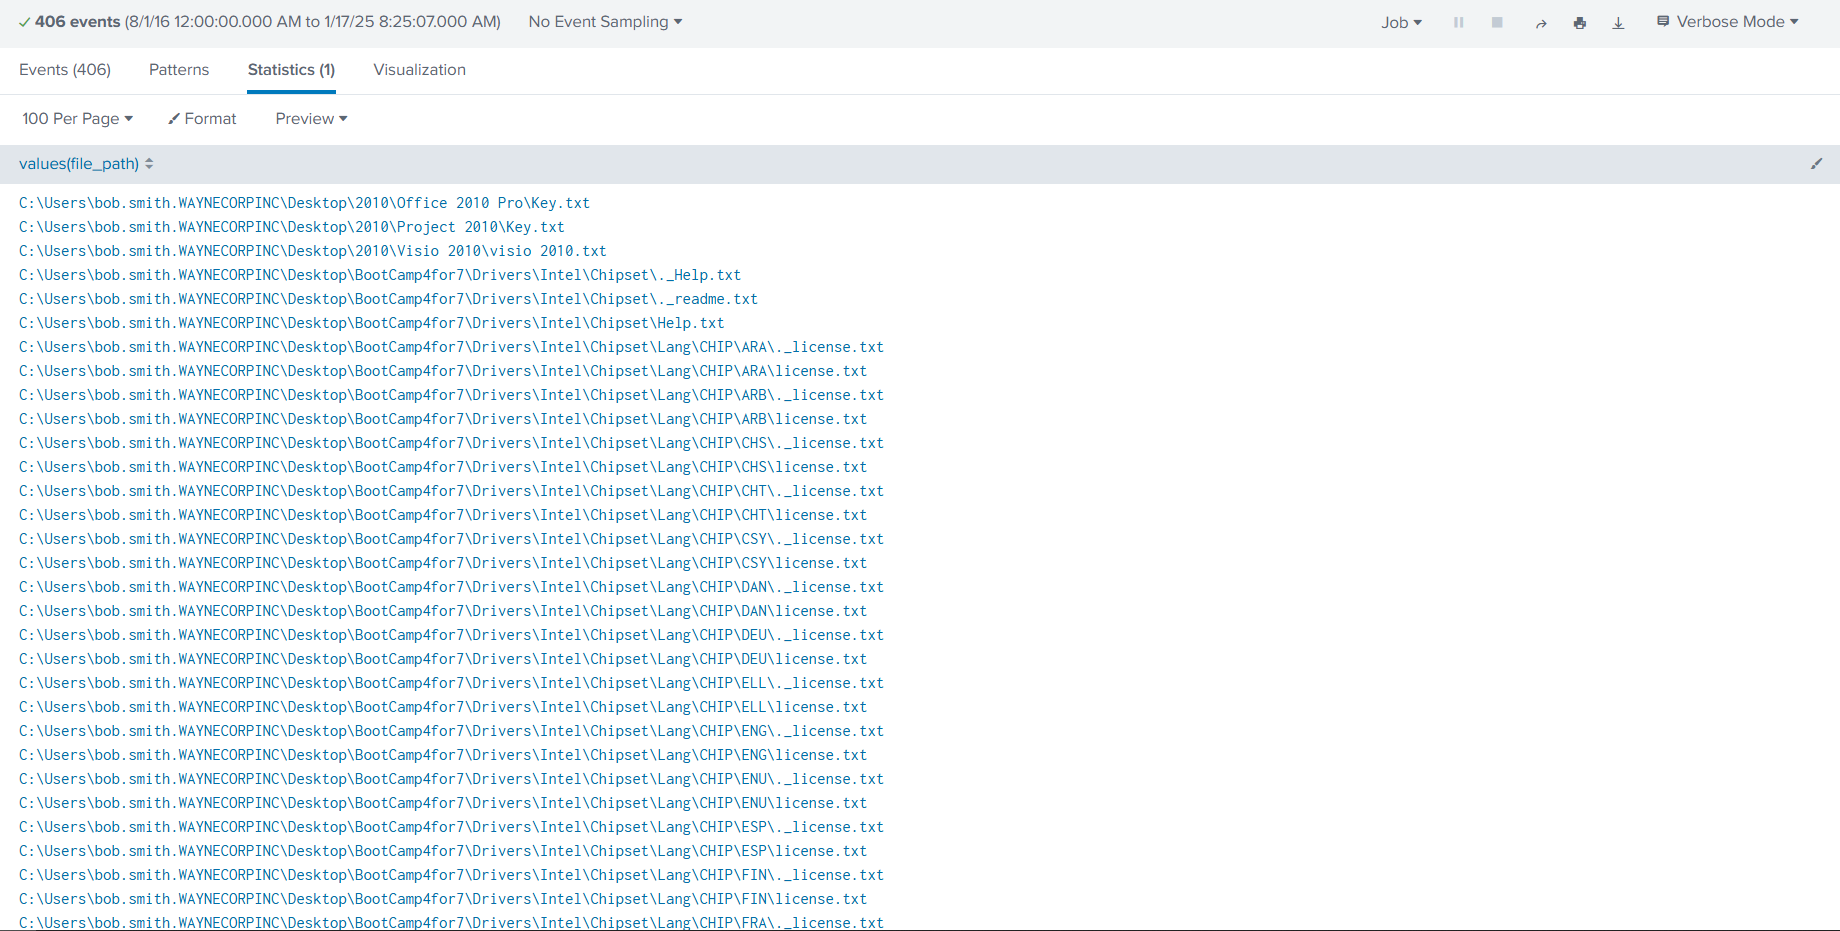 406 events (8/1/16 12:00:00.000 AM to 1/17/25 8:25:07.000 AM) No Event Sampling Job Verbose Mode
Events (406) Patterns Statistics (1) Visualization
100 Per Page Format Preview
values(file_path)
C:\Users\bob.smith.WAYNECORPINC\Desktop\2010\Office 2010 Pro\Key.txt
C:\Users\bob.smith.WAYNECORPINC\Desktop\2010\Project 2010\Key.txt
C:\Users\bob.smith.WAYNECORPINC\Desktop\2010\Visio 2010\visio 2010.txt
C:\Users\bob.smith.WAYNECORPINC\Desktop\BootCamp4for7\Drivers\Intel\Chipset\._Help.txt
C:\Users\bob.smith.WAYNECORPINC\Desktop\BootCamp4for7\Drivers\Intel\Chipset\._readme.txt
C:\Users\bob.smith.WAYNECORPINC\Desktop\BootCamp4for7\Drivers\Intel\Chipset\Help.txt
C:\Users\bob.smith.WAYNECORPINC\Desktop\BootCamp4for7\Drivers\Intel\Chipset\Lang\CHIP\ARA\._license.txt
C:\Users\bob.smith.WAYNECORPINC\Desktop\BootCamp4for7\Drivers\Intel\Chipset\Lang\CHIP\ARA\license.txt
C:\Users\bob.smith.WAYNECORPINC\Desktop\BootCamp4for7\Drivers\Intel\Chipset\Lang\CHIP\ARB\._license.txt
C:\Users\bob.smith.WAYNECORPINC\Desktop\BootCamp4for7\Drivers\Intel\Chipset\Lang\CHIP\ARB\license.txt
C:\Users\bob.smith.WAYNECORPINC\Desktop\BootCamp4for7\Drivers\Intel\Chipset\Lang\CHIP\CHS\._license.txt
C:\Users\bob.smith.WAYNECORPINC\Desktop\BootCamp4for7\Drivers\Intel\Chipset\Lang\CHIP\CHS\license.txt
C:\Users\bob.smith.WAYNECORPINC\Desktop\BootCamp4for7\Drivers\Intel\Chipset\Lang\CHIP\CHT\._license.txt
C:\Users\bob.smith.WAYNECORPINC\Desktop\BootCamp4for7\Drivers\Intel\Chipset\Lang\CHIP\CHT\license.txt
C:\Users\bob.smith.WAYNECORPINC\Desktop\BootCamp4for7\Drivers\Intel\Chipset\Lang\CHIP\CSY\._license.txt
C:\Users\bob.smith.WAYNECORPINC\Desktop\BootCamp4for7\Drivers\Intel\Chipset\Lang\CHIP\CSY\license.txt
C:\Users\bob.smith.WAYNECORPINC\Desktop\BootCamp4for7\Drivers\Intel\Chipset\Lang\CHIP\DAN\._license.txt
C:\Users\bob.smith.WAYNECORPINC\Desktop\BootCamp4for7\Drivers\Intel\Chipset\Lang\CHIP\DAN\license.txt
C:\Users\bob.smith.WAYNECORPINC\Desktop\BootCamp4for7\Drivers\Intel\Chipset\Lang\CHIP\DEU\._license.txt
C:\Users\bob.smith.WAYNECORPINC\Desktop\BootCamp4for7\Drivers\Intel\Chipset\Lang\CHIP\DEU\license.txt
C:\Users\bob.smith.WAYNECORPINC\Desktop\BootCamp4for7\Drivers\Intel\Chipset\Lang\CHIP\ELL\._license.txt
C:\Users\bob.smith.WAYNECORPINC\Desktop\BootCamp4for7\Drivers\Intel\Chipset\Lang\CHIP\ELL\license.txt
C:\Users\bob.smith.WAYNECORPINC\Desktop\BootCamp4for7\Drivers\Intel\Chipset\Lang\CHIP\ENG\._license.txt
C:\Users\bob.smith.WAYNECORPINC\Desktop\BootCamp4for7\Drivers\Intel\Chipset\Lang\CHIP\ENG\license.txt
C:\Users\bob.smith.WAYNECORPINC\Desktop\BootCamp4for7\Drivers\Intel\Chipset\Lang\CHIP\ENU\._license.txt
C:\Users\bob.smith.WAYNECORPINC\Desktop\BootCamp4for7\Drivers\Intel\Chipset\Lang\CHIP\ENU\license.txt
C:\Users\bob.smith.WAYNECORPINC\Desktop\BootCamp4for7\Drivers\Intel\Chipset\Lang\CHIP\ESP\._license.txt
C:\Users\bob.smith.WAYNECORPINC\Desktop\BootCamp4for7\Drivers\Intel\Chipset\Lang\CHIP\ESP\license.txt
C:\Users\bob.smith.WAYNECORPINC\Desktop\BootCamp4for7\Drivers\Intel\Chipset\Lang\CHIP\FIN\._license.txt
C:\Users\bob.smith.WAYNECORPINC\Desktop\BootCamp4for7\Drivers\Intel\Chipset\Lang\CHIP\FIN\license.txt
C:\Users\bob.smith.WAYNECORPINC\Desktop\BootCamp4for7\Drivers\Intel\Chipset\Lang\CHIP\FRA\._license.txt